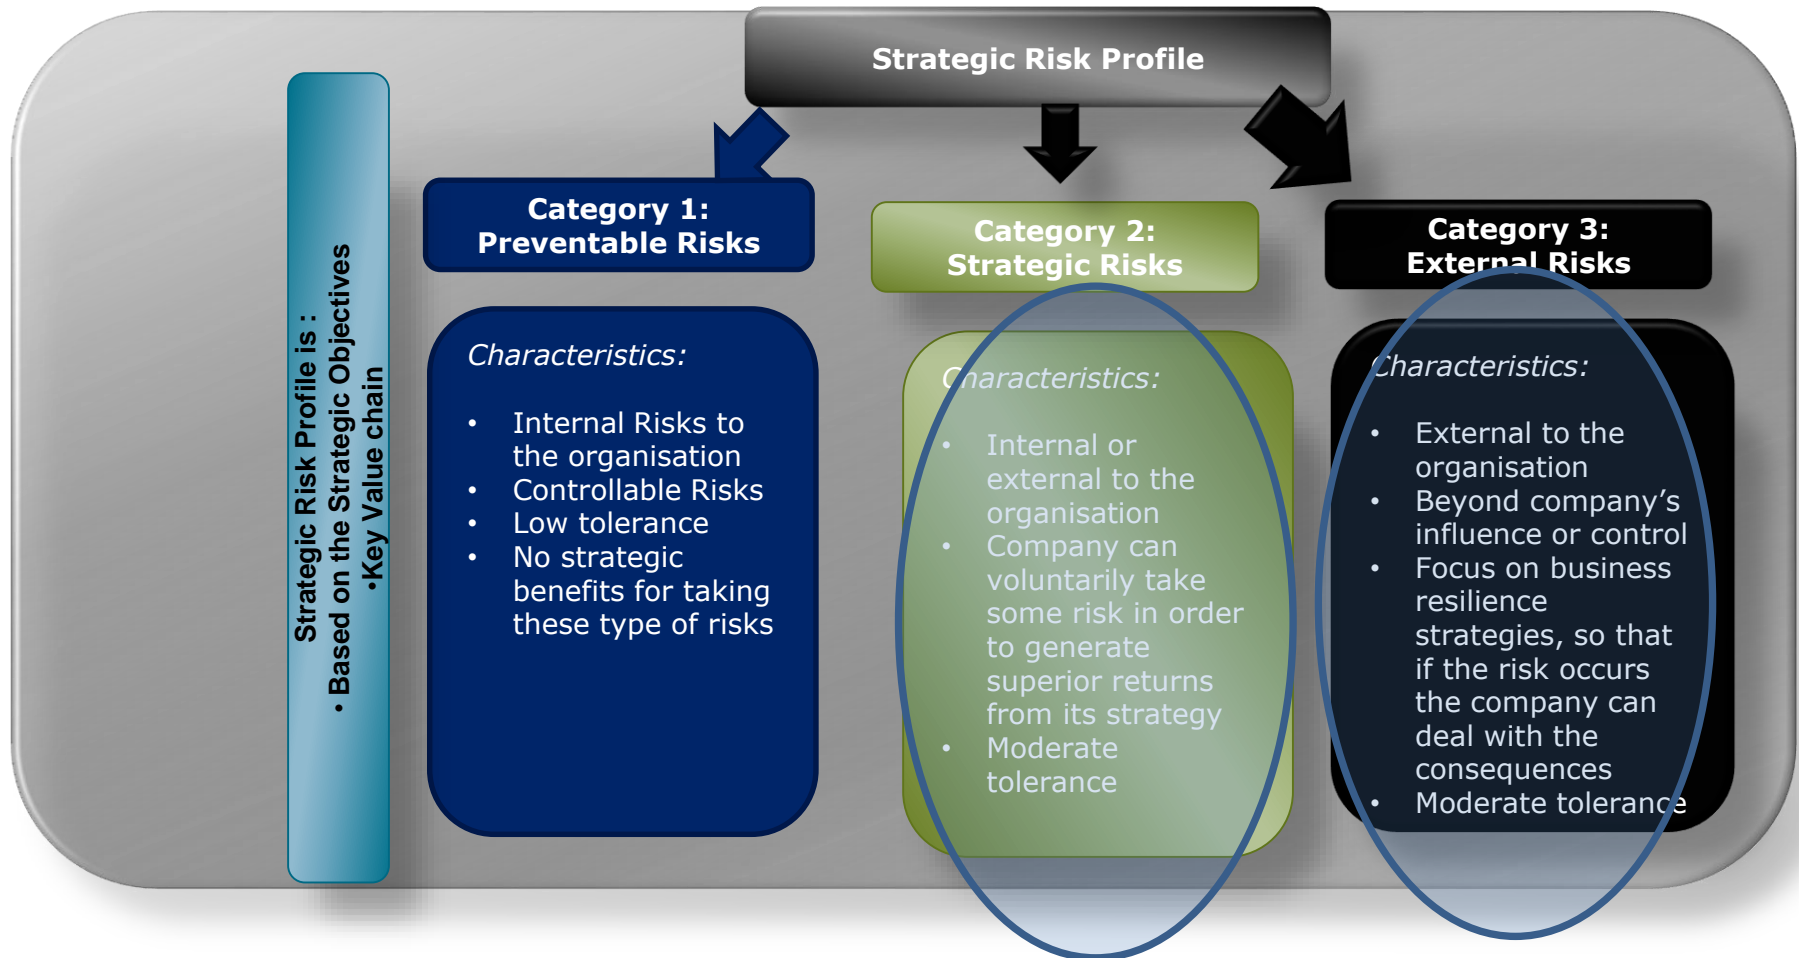 Strategic Risk Profile
Strategic Risk Profile is :
• Based on the Strategic Objectives
•Key Value chain
Category 1:
Preventable Risks
Characteristics:
• Internal Risks to
the organisation
• Controllable Risks
• Low tolerance
• No strategic
benefits for taking
these type of risks
Category 2:
Strategic Risks
Characteristics:
• Internal or
external to the
organisation
• Company can
voluntarily take
some risk in order
to generate
superior returns
from its strategy
• Moderate
tolerance
Category 3:
External Risks
Characteristics:
• External to the
organisation
• Beyond company’s
influence or control
• Focus on business
resilience
strategies, so that
if the risk occurs
the company can
deal with the
consequences
• Moderate tolerance